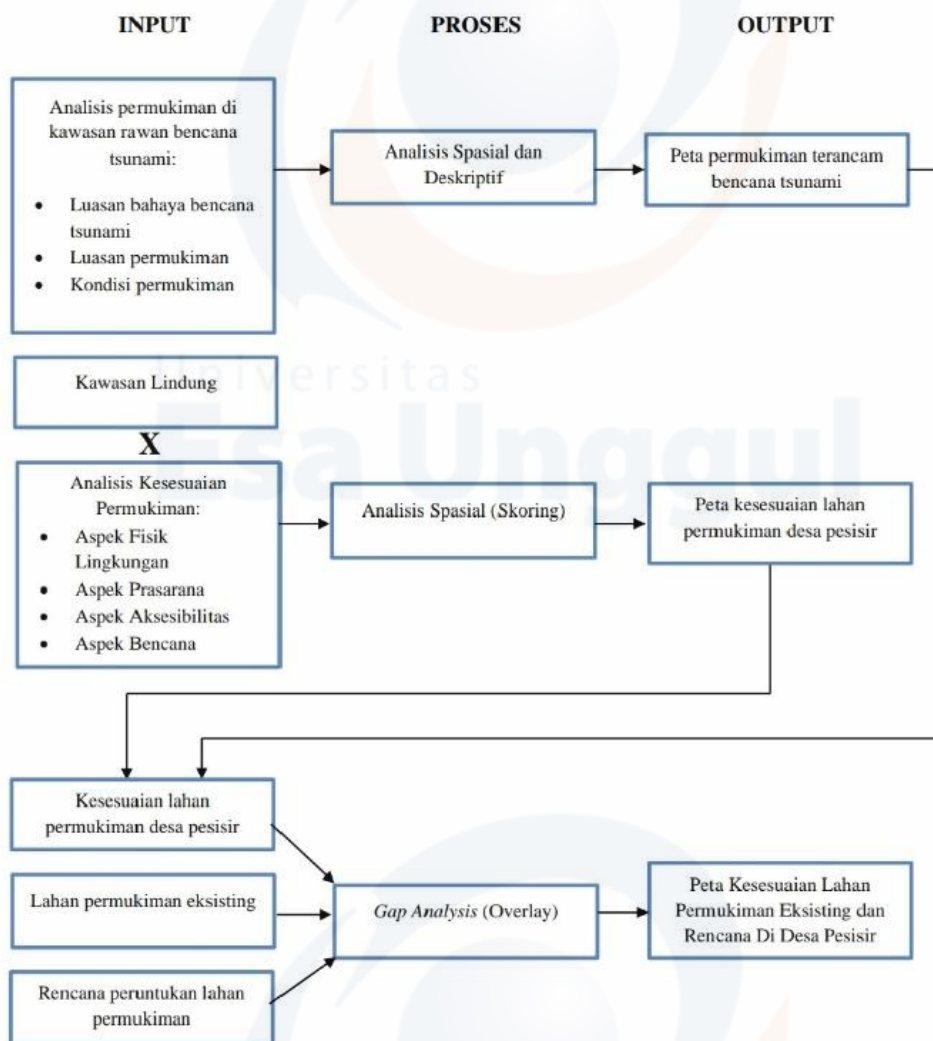 INPUT
PROSES
OUTPUT
Analisis permukiman di
kawasan rawan bencana
tsunami:
• Luasan bahaya bencana
tsunami
• Luasan permukiman
• Kondisi permukiman
Analisis Spasial dan
Deskriptif
Peta permukiman terancam
bencana tsunami
Universitas
Esa Unggul
Kawasan Lindung
X
Analisis Kesesuaian
Permukiman:
• Aspek Fisik
Lingkungan
• Aspek Prasarana
• Aspek Aksesibilitas
• Aspek Bencana
Analisis Spasial (Skoring)
Peta kesesuaian lahan
permukiman desa pesisir
Kesesuaian lahan
permukiman desa pesisir
Lahan permukiman eksisting
Rencana peruntukan lahan
permukiman
Gap Analysis (Overlay)
Peta Kesesuaian Lahan
Permukiman Eksisting dan
Rencana Di Desa Pesisir